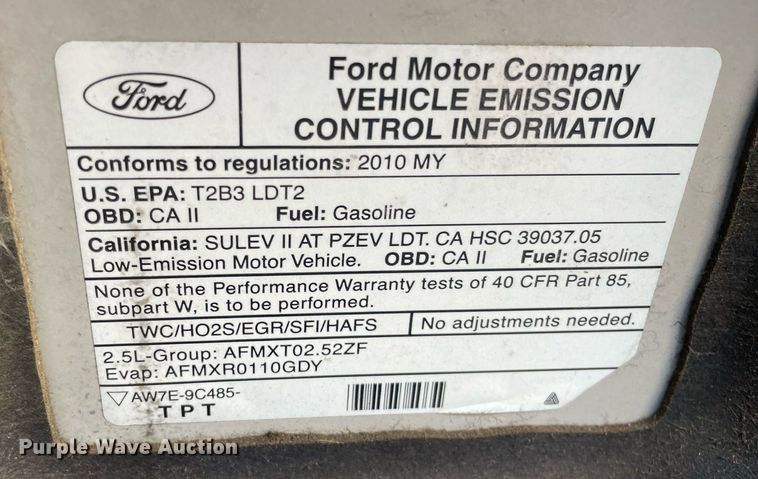 Ford
Ford Motor Company
VEHICLE EMISSION
CONTROL INFORMATION
Conforms to regulations: 2010 MY
U.S. EPA: T2B3 LDT2
OBD: CA II Fuel: Gasoline
California: SULEV II AT PZEV LDT. CA HSC 39037.05
Low-Emission Motor Vehicle. OBD: CA II Fuel: Gasoline
None of the Performance Warranty tests of 40 CFR Part 85,
subpart W, is to be performed.
TWC/HO2S/EGR/SFI/HAFS No adjustments needed.
2.5L-Group: AFMXT02.52ZF
Evap: AFMXR0110GDY
AW7E-9C485-
TPT
Purple Wave Auction